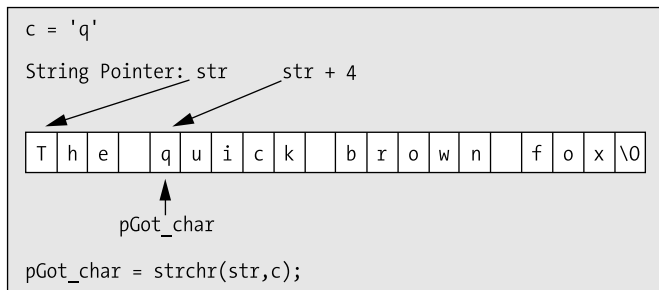 c = 'q'
String Pointer: str str + 4
T h e q u i c k b r o w n f o x \0
pGot_char
pGot_char = strchr(str,c);